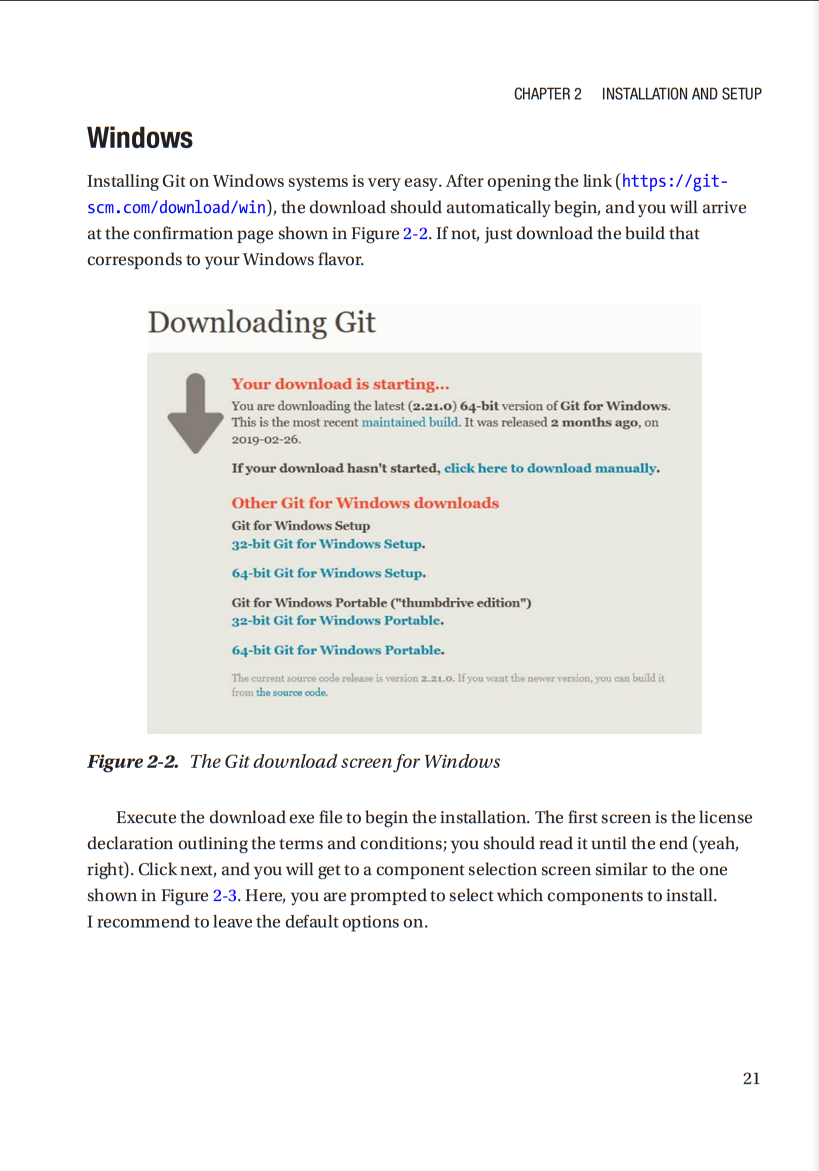 CHAPTER 2 INSTALLATION AND SETUP
Windows
Installing Git on Windows systems is very easy. After opening the link (https://git-
scm.com/download/win), the download should automatically begin, and you will arrive
at the confirmation page shown in Figure 2-2. If not, just download the build that
corresponds to your Windows flavor.
Downloading Git
Your download is starting...
You are downloading the latest (2.21.0) 64-bit version of Git for Windows.
This is the most recent maintained build. It was released 2 months ago, on
2019-02-26.
If your download hasn't started, click here to download manually.
Other Git for Windows downloads
Git for Windows Setup
32-bit Git for Windows Setup.
64-bit Git for Windows Setup.
Git for Windows Portable ("thumbdrive edition")
32-bit Git for Windows Portable.
64-bit Git for Windows Portable.
The current source code release is version 2.21.0. If you want the newer version, you can build it
from the source code.
Figure 2-2. The Git download screen for Windows
Execute the download exe file to begin the installation. The first screen is the license
declaration outlining the terms and conditions; you should read it until the end (yeah,
right). Click next, and you will get to a component selection screen similar to the one
shown in Figure 2-3. Here, you are prompted to select which components to install.
I recommend to leave the default options on.
21